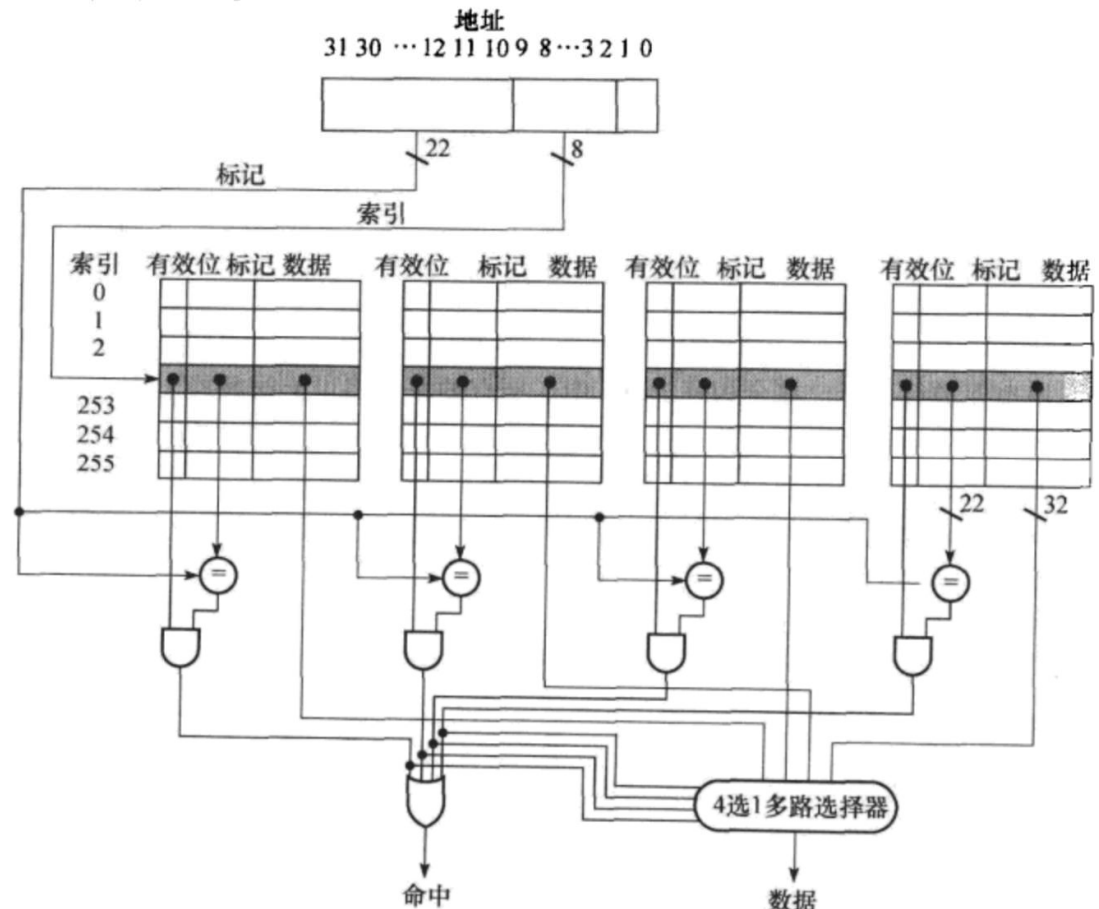 地址
31 30 ⋯12 11 10 9 8⋯3 2 1 0
22
8
标记
索引
索引 有效位 标记 数据 有效位 标记 数据 有效位 标记 数据 有效位 标记 数据
0
1
2
253
254
255
22
32
= = = =
4选1多路选择器
命中
数据